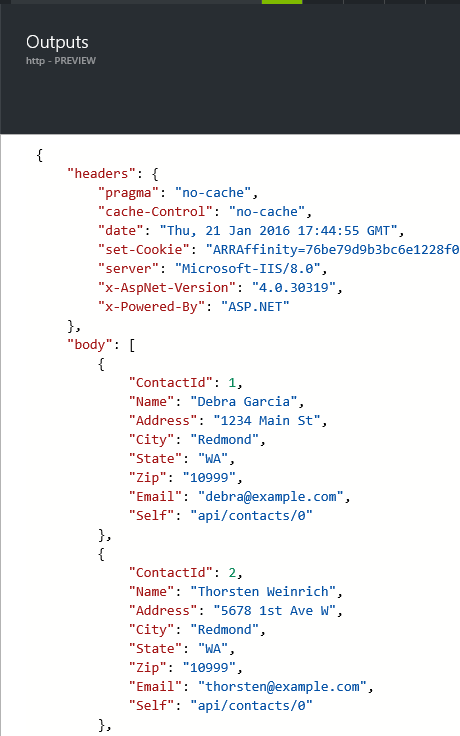 Outputs
http - PREVIEW
{
"headers": {
"pragma": "no-cache",
"cache-Control": "no-cache",
"date": "Thu, 21 Jan 2016 17:44:55 GMT",
"set-Cookie": "ARRAffinity=76be79d9b3bc6e1228f0
"server": "Microsoft-IIS/8.0",
"x-AspNet-Version": "4.0.30319",
"x-Powered-By": "ASP.NET"
},
"body": [
{
"ContactId": 1,
"Name": "Debra Garcia",
"Address": "1234 Main St",
"City": "Redmond",
"State": "WA",
"Zip": "10999",
"Email": "debra@example.com",
"Self": "api/contacts/0"
},
{
"ContactId": 2,
"Name": "Thorsten Weinrich",
"Address": "5678 1st Ave W",
"City": "Redmond",
"State": "WA",
"Zip": "10999",
"Email": "thorsten@example.com",
"Self": "api/contacts/0"
},